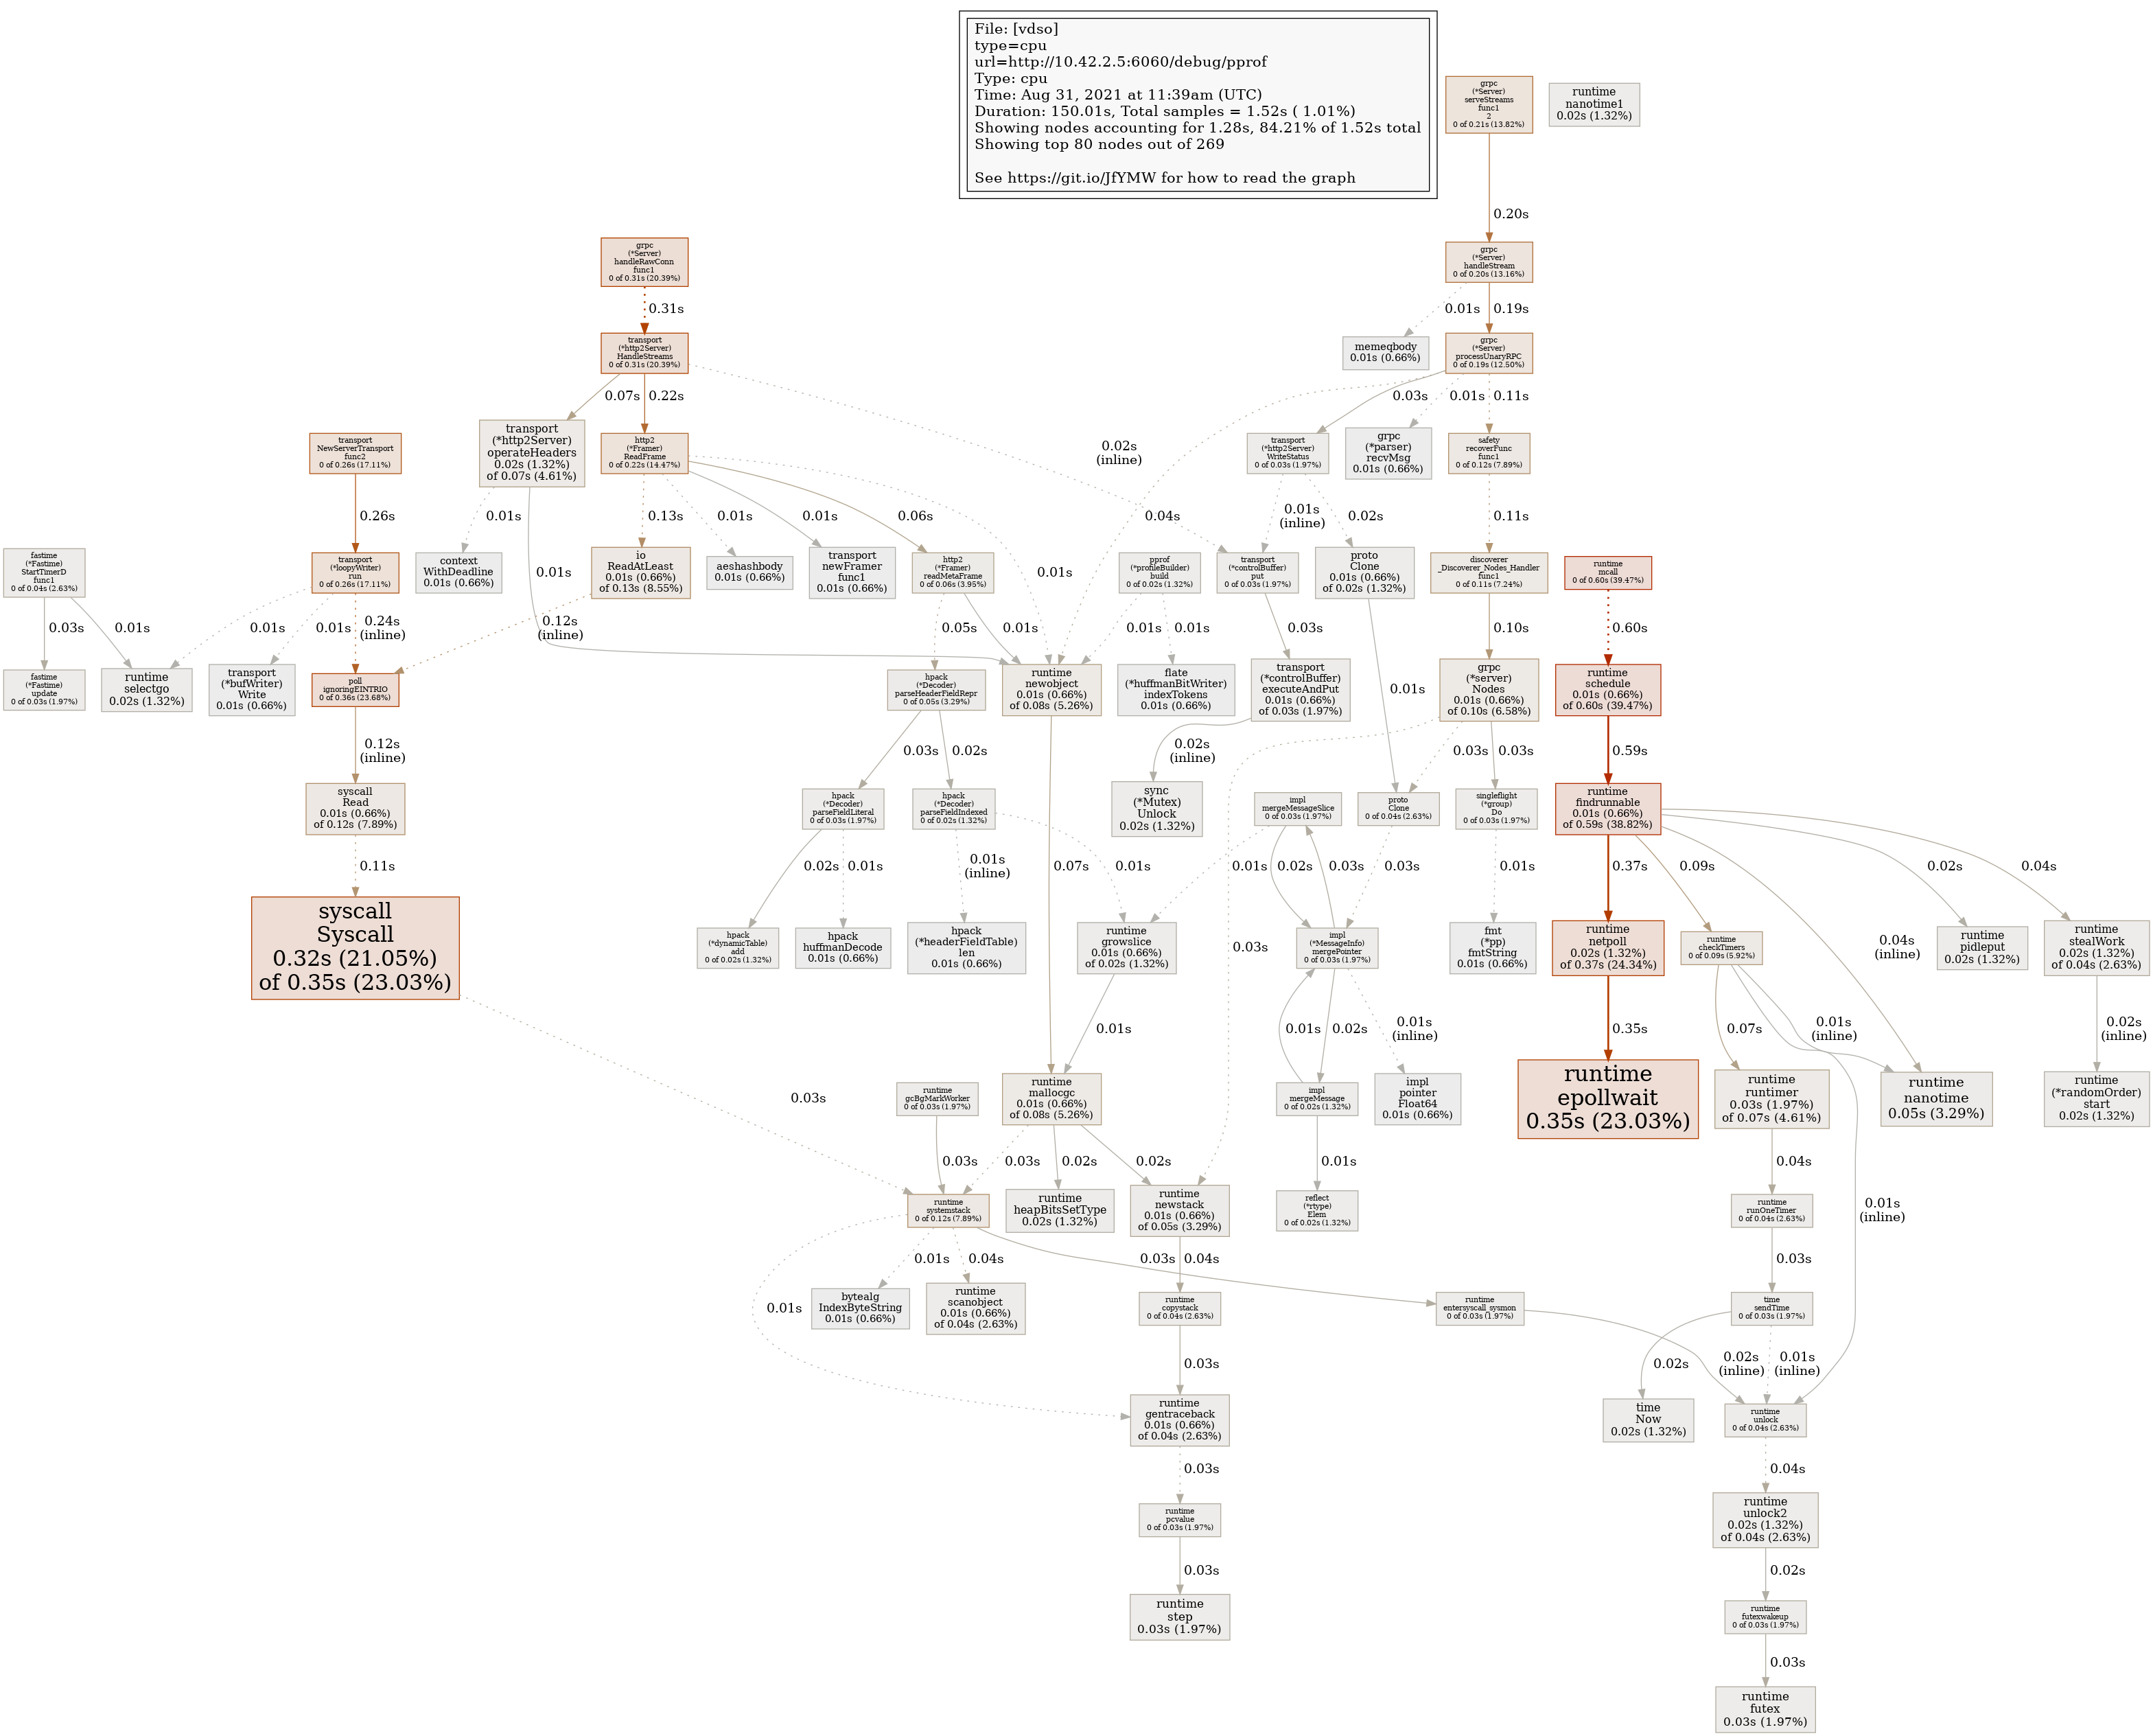 File: [vdso]
type=cpu
url=http://10.42.2.5:6060/debug/pprof
Type: cpu
Time: Aug 31, 2021 at 11:39am (UTC)
Duration: 150.01s, Total samples = 1.52s ( 1.01%)
Showing nodes accounting for 1.28s, 84.21% of 1.52s total
Showing top 80 nodes out of 269
See https://git.io/JfYMW for how to read the graph
grpc
(*Server)
serveStreams
func1
2
0 of 0.21s (13.82%)
runtime
nanotime1
0.02s (1.32%)
0.20s
grpc
(*Server)
handleRawConn
func1
0 of 0.31s (20.39%)
grpc
(*Server)
handleStream
0 of 0.20s (13.16%)
0.31s
0.01s
0.19s
transport
(*http2Server)
HandleStreams
0 of 0.31s (20.39%)
memeqbody
0.01s (0.66%)
grpc
(*Server)
processUnaryRPC
0 of 0.19s (12.50%)
0.07s
0.22s
0.02s
(inline)
0.04s
0.03s
0.01s
0.11s
transport
NewServerTransport
func2
0 of 0.26s (17.11%)
transport
(*http2Server)
operateHeaders
0.02s (1.32%)
of 0.07s (4.61%)
http2
(*Framer)
ReadFrame
0 of 0.22s (14.47%)
transport
(*http2Server)
WriteStatus
0 of 0.03s (1.97%)
grpc
(*parser)
recvMsg
0.01s (0.66%)
safety
recoverFunc
func1
0 of 0.12s (7.89%)
0.26s
0.01s
0.01s
0.13s
0.01s
0.01s
0.06s
0.01s
0.01s
(inline)
0.02s
0.11s
fastime
(*Fastime)
StartTimerD
func1
0 of 0.04s (2.63%)
transport
(*loopyWriter)
run
0 of 0.26s (17.11%)
context
WithDeadline
0.01s (0.66%)
io
ReadAtLeast
0.01s (0.66%)
of 0.13s (8.55%)
aeshashbody
0.01s (0.66%)
transport
newFramer
func1
0.01s (0.66%)
http2
(*Framer)
readMetaFrame
0 of 0.06s (3.95%)
pprof
(*profileBuilder)
build
0 of 0.02s (1.32%)
transport
(*controlBuffer)
put
0 of 0.03s (1.97%)
proto
Clone
0.01s (0.66%)
of 0.02s (1.32%)
discoverer
_Discoverer_Nodes_Handler
func1
0 of 0.11s (7.24%)
runtime
mcall
0 of 0.60s (39.47%)
0.03s
0.01s
0.01s
0.01s
0.24s
(inline)
0.12s
(inline)
0.05s
0.01s
0.01s
0.01s
0.03s
0.01s
0.10s
0.60s
fastime
(*Fastime)
update
0 of 0.03s (1.97%)
runtime
selectgo
0.02s (1.32%)
transport
(*bufWriter)
Write
0.01s (0.66%)
poll
ignoringEINTRIO
0 of 0.36s (23.68%)
hpack
(*Decoder)
parseHeaderFieldRepr
0 of 0.05s (3.29%)
runtime
newobject
0.01s (0.66%)
of 0.08s (5.26%)
flate
(*huffmanBitWriter)
indexTokens
0.01s (0.66%)
transport
(*controlBuffer)
executeAndPut
0.01s (0.66%)
of 0.03s (1.97%)
grpc
(*server)
Nodes
0.01s (0.66%)
of 0.10s (6.58%)
runtime
schedule
0.01s (0.66%)
of 0.60s (39.47%)
0.12s
(inline)
0.03s
0.02s
0.07s
0.02s
(inline)
0.03s
0.03s
0.03s
0.59s
syscall
Read
0.01s (0.66%)
of 0.12s (7.89%)
hpack
(*Decoder)
parseFieldLiteral
0 of 0.03s (1.97%)
hpack
(*Decoder)
parseFieldIndexed
0 of 0.02s (1.32%)
sync
(*Mutex)
Unlock
0.02s (1.32%)
impl
mergeMessageSlice
0 of 0.03s (1.97%)
proto
Clone
0 of 0.04s (2.63%)
singleflight
(*group)
Do
0 of 0.03s (1.97%)
runtime
findrunnable
0.01s (0.66%)
of 0.59s (38.82%)
0.11s
0.02s
0.01s
0.01s
(inline)
0.01s
0.01s
0.02s
0.03s
0.03s
0.01s
0.37s
0.09s
0.04s
(inline)
0.02s
0.04s
syscall
Syscall
0.32s (21.05%)
of 0.35s (23.03%)
hpack
(*dynamicTable)
add
0 of 0.02s (1.32%)
hpack
huffmanDecode
0.01s (0.66%)
hpack
(*headerFieldTable)
len
0.01s (0.66%)
runtime
growslice
0.01s (0.66%)
of 0.02s (1.32%)
impl
(*MessageInfo)
mergePointer
0 of 0.03s (1.97%)
fmt
(*pp)
fmtString
0.01s (0.66%)
runtime
netpoll
0.02s (1.32%)
of 0.37s (24.34%)
runtime
checkTimers
0 of 0.09s (5.92%)
runtime
pidleput
0.02s (1.32%)
runtime
stealWork
0.02s (1.32%)
of 0.04s (2.63%)
0.03s
0.01s
0.01s
0.02s
0.01s
(inline)
0.35s
0.07s
0.01s
(inline)
0.01s
(inline)
0.02s
(inline)
runtime
gcBgMarkWorker
0 of 0.03s (1.97%)
runtime
mallocgc
0.01s (0.66%)
of 0.08s (5.26%)
impl
mergeMessage
0 of 0.02s (1.32%)
impl
pointer
Float64
0.01s (0.66%)
runtime
epollwait
0.35s (23.03%)
runtime
runtimer
0.03s (1.97%)
of 0.07s (4.61%)
runtime
nanotime
0.05s (3.29%)
runtime
(*randomOrder)
start
0.02s (1.32%)
0.03s
0.03s
0.02s
0.02s
0.01s
0.04s
runtime
systemstack
0 of 0.12s (7.89%)
runtime
heapBitsSetType
0.02s (1.32%)
runtime
newstack
0.01s (0.66%)
of 0.05s (3.29%)
reflect
(*rtype)
Elem
0 of 0.02s (1.32%)
runtime
runOneTimer
0 of 0.04s (2.63%)
0.01s
0.01s
0.04s
0.03s
0.04s
0.03s
bytealg
IndexByteString
0.01s (0.66%)
runtime
scanobject
0.01s (0.66%)
of 0.04s (2.63%)
runtime
copystack
0 of 0.04s (2.63%)
runtime
entersyscall_sysmon
0 of 0.03s (1.97%)
time
sendTime
0 of 0.03s (1.97%)
0.03s
0.02s
0.02s
(inline)
0.01s
(inline)
runtime
gentraceback
0.01s (0.66%)
of 0.04s (2.63%)
time
Now
0.02s (1.32%)
runtime
unlock
0 of 0.04s (2.63%)
0.03s
0.04s
runtime
pcvalue
0 of 0.03s (1.97%)
runtime
unlock2
0.02s (1.32%)
of 0.04s (2.63%)
0.03s
0.02s
runtime
step
0.03s (1.97%)
runtime
futexwakeup
0 of 0.03s (1.97%)
0.03s
runtime
futex
0.03s (1.97%)